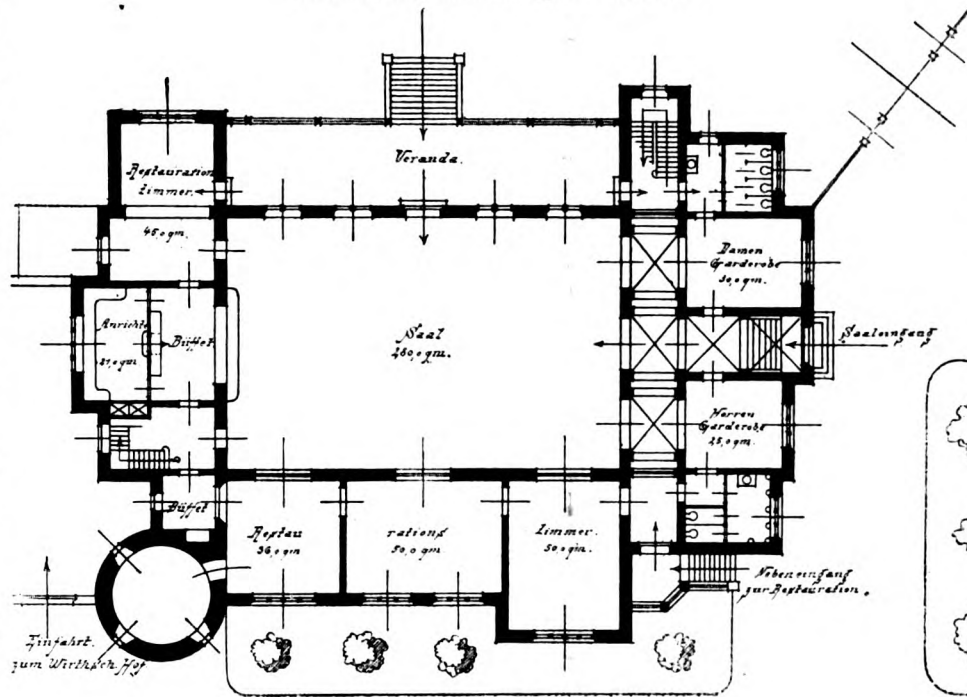 Veranda.
Restauration
Zimmer.
45,0 qm.
Damen
Garderobe
30,0 qm.
Anrichte
21,0 qm
Büffet
Saal
280,0 qm.
Saaleingang
Herren
Garderobe
25,0 qm.
Büffet
Restau
36,0 qm
rations
50,0 qm.
Zimmer.
50,0 qm.
Nebeneingang
zur Restauration.
Einfahrt.
zum Wirthsch. Hof